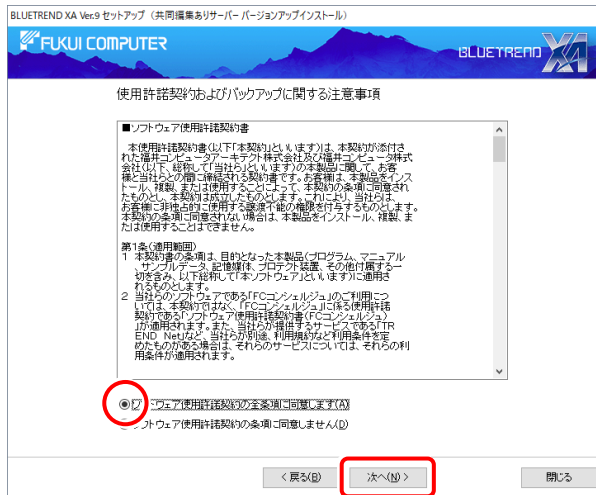 BLUETREND XA Ver.9 セットアップ（共同編集ありサーバー バージョンアップインストール）
FUKUI COMPUTER
BLUETREND XA
使用許諾契約およびバックアップに関する注意事項
■ソフトウェア使用許諾契約書
本使用許諾契約書（以下「本契約」といいます）は、本契約が添付さ
れた福井コンピュータアーキテクト株式会社及び福井コンピュータ株式
会社（以下、総称して「当社ら」といいます）の本製品に関して、お客
様と当社らとの間に締結される契約書です。お客様は、本製品をインス
トール、複製、または使用することによって、本契約の条項に同意され
たものとし、本契約は成立したものとします。これにより、当社らは、
お客様に非独占的に使用する譲渡不能の権限を付与するものとします。
本契約の条項に同意されない場合は、本製品をインストール、複製、ま
たは使用することはできません。
第1条（適用範囲）
1 本契約書の条項は、目的となった本製品（プログラム、マニュアル
、サンプルデータ、記憶媒体、プロテクト装置、その他付属する一
切を含み、以下総称して「本ソフトウェア」といいます）に適用さ
れるものとします。
2 当社らのソフトウェアである「FCコンシェルジュ」のご利用につ
いては、本契約ではなく、「FCコンシェルジュ」に係る使用許諾
契約である「ソフトウェア使用許諾契約書（FCコンシェルジュ）
」が適用されます。また、当社らが提供するサービスである「TR
END Net」など、当社らが別途、利用規約など利用条件を定
めたものがある場合は、それらのサービスについては、それらの利
用条件が適用されます。
ソフトウェア使用許諾契約の全条項に同意します(A)
ソフトウェア使用許諾契約の条項に同意しません(D)
< 戻る(B) 次へ(N) > 閉じる